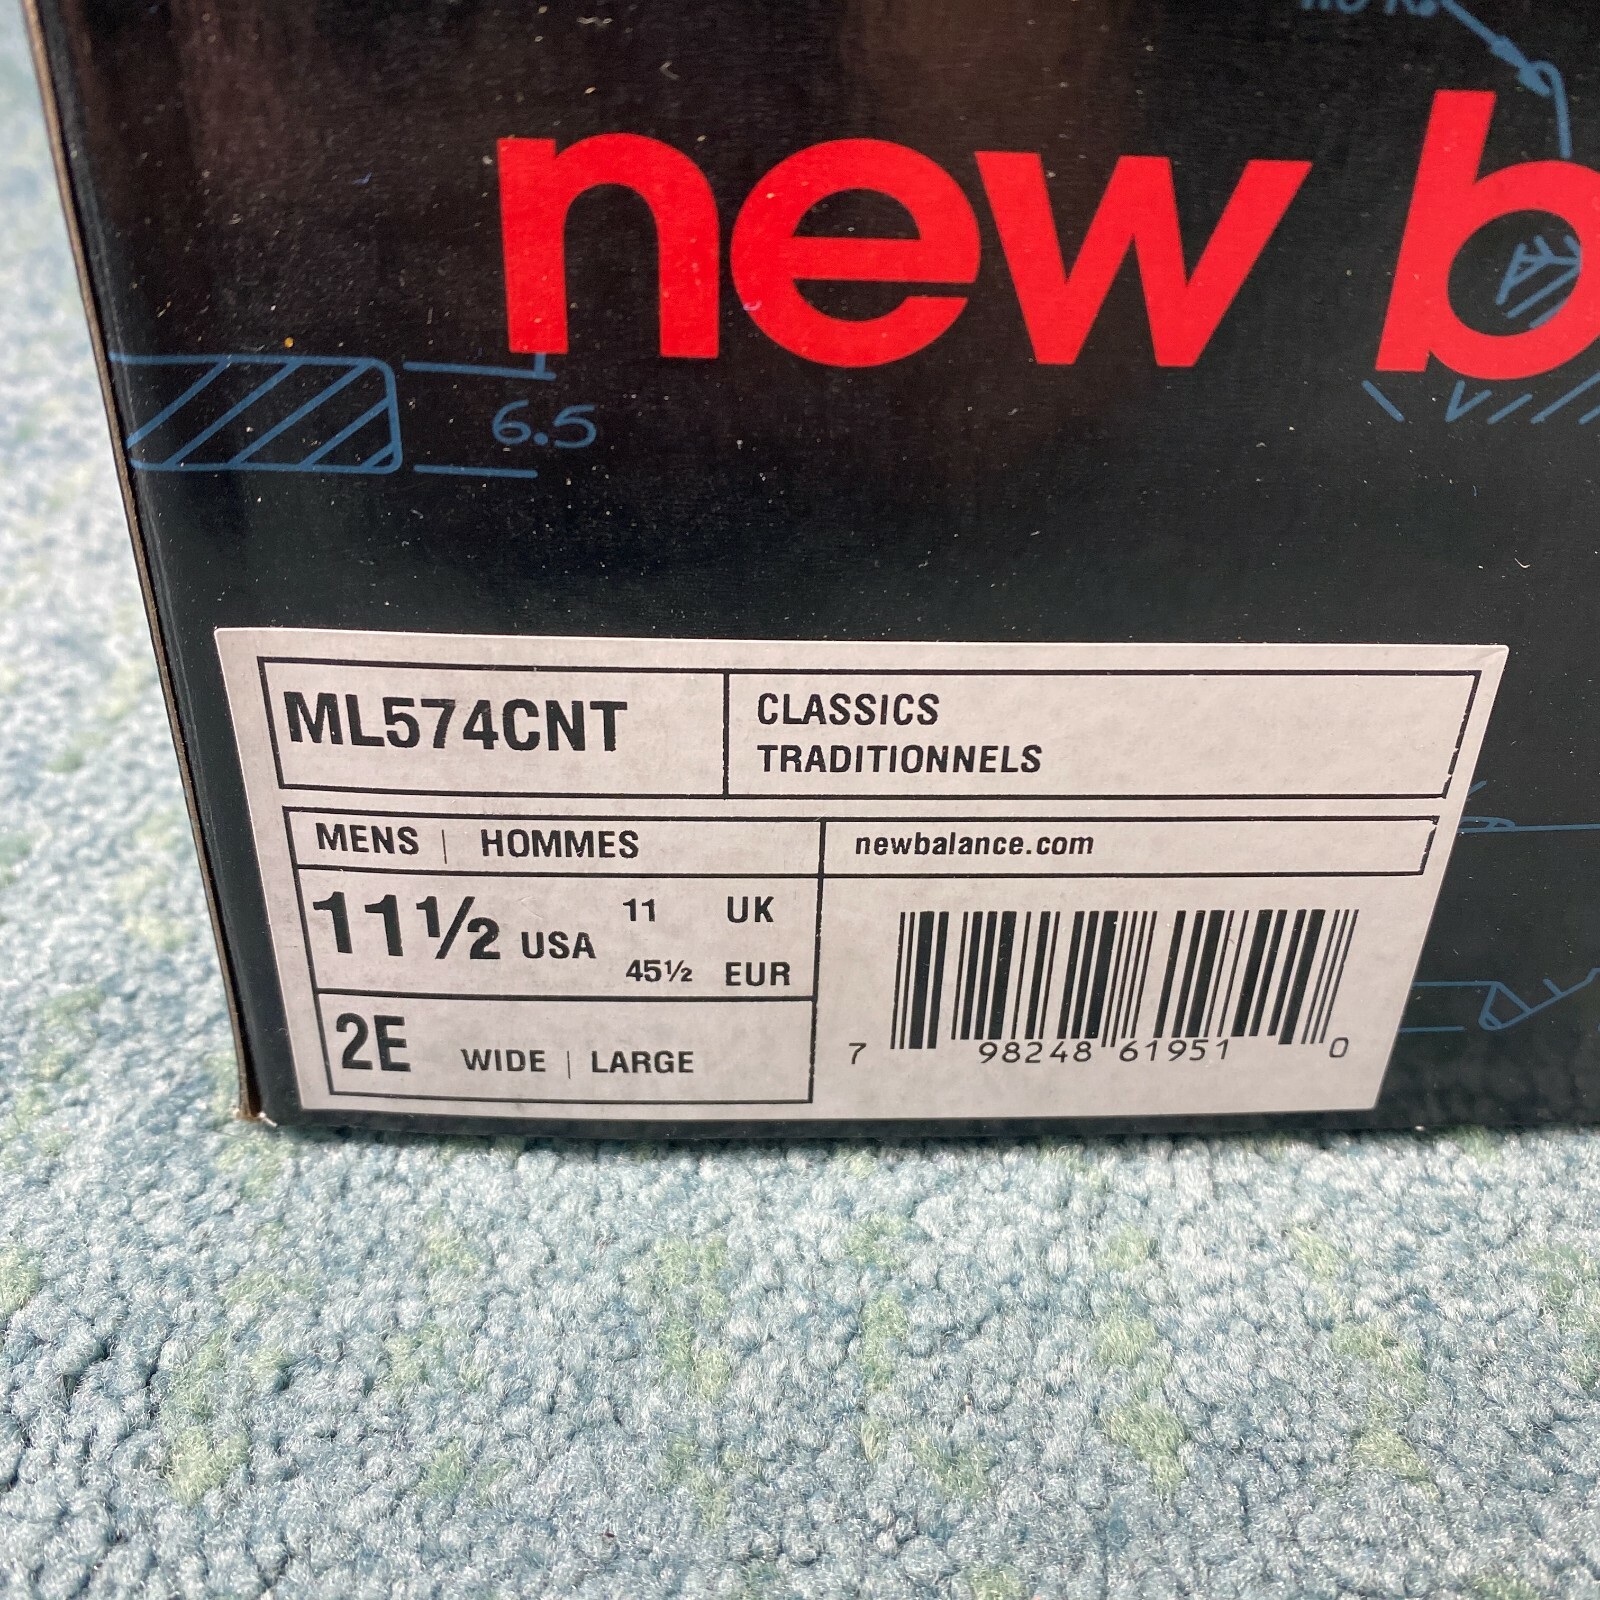 new b
6.5
ML574CNT
CLASSICS
TRADITIONNELS
MENS | HOMMES
newbalance.com
11½ USA
11 UK
45½ EUR
2E WIDE | LARGE
7 98248 61951 0